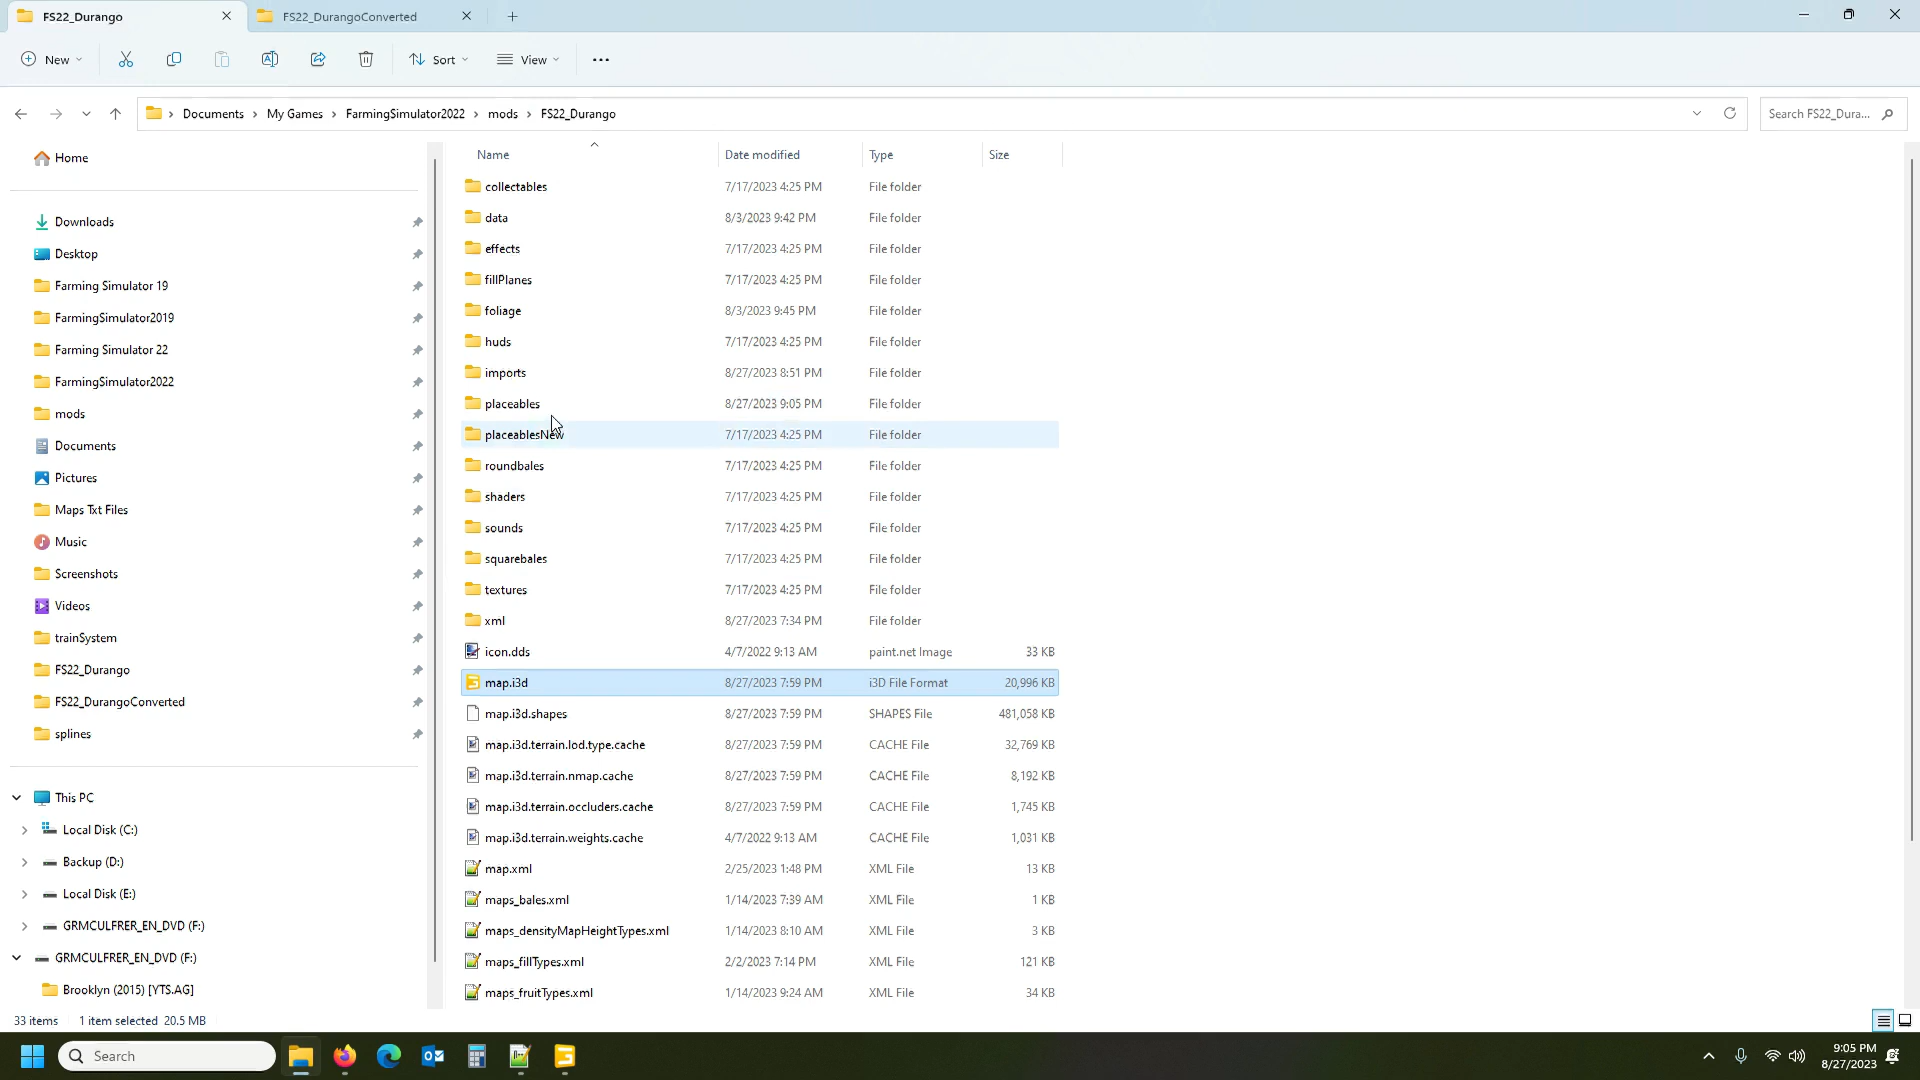 FS22_Durango
FS22_DurangoConverted
New
Sort
View
Documents > My Games > FarmingSimulator2022 > mods > FS22_Durango
Search FS22_Dura...
Home
Downloads
Desktop
Farming Simulator 19
FarmingSimulator2019
Farming Simulator 22
FarmingSimulator2022
mods
Documents
Pictures
Maps Txt Files
Music
Screenshots
Videos
trainSystem
FS22_Durango
FS22_DurangoConverted
splines
This PC
Local Disk (C:)
Backup (D:)
Local Disk (E:)
GRMCULFRER_EN_DVD (F:)
GRMCULFRER_EN_DVD (F:)
Brooklyn (2015) [YTS.AG]
Name Date modified Type Size
collectables 7/17/2023 4:25 PM File folder
data 8/3/2023 9:42 PM File folder
effects 7/17/2023 4:25 PM File folder
fillPlanes 7/17/2023 4:25 PM File folder
foliage 8/3/2023 9:45 PM File folder
huds 7/17/2023 4:25 PM File folder
imports 8/27/2023 8:51 PM File folder
placeables 8/27/2023 9:05 PM File folder
placeablesNew 7/17/2023 4:25 PM File folder
roundbales 7/17/2023 4:25 PM File folder
shaders 7/17/2023 4:25 PM File folder
sounds 7/17/2023 4:25 PM File folder
squarebales 7/17/2023 4:25 PM File folder
textures 7/17/2023 4:25 PM File folder
xml 8/27/2023 7:34 PM File folder
icon.dds 4/7/2022 9:13 AM paint.net Image 33 KB
map.i3d 8/27/2023 7:59 PM i3D File Format 20,996 KB
map.i3d.shapes 8/27/2023 7:59 PM SHAPES File 481,058 KB
map.i3d.terrain.lod.type.cache 8/27/2023 7:59 PM CACHE File 32,769 KB
map.i3d.terrain.nmap.cache 8/27/2023 7:59 PM CACHE File 8,192 KB
map.i3d.terrain.occluders.cache 8/27/2023 7:59 PM CACHE File 1,745 KB
map.i3d.terrain.weights.cache 4/7/2022 9:13 AM CACHE File 1,031 KB
map.xml 2/25/2023 1:48 PM XML File 13 KB
maps_bales.xml 1/14/2023 7:39 AM XML File 1 KB
maps_densityMapHeightTypes.xml 1/14/2023 8:10 AM XML File 3 KB
maps_fillTypes.xml 2/2/2023 7:14 PM XML File 121 KB
maps_fruitTypes.xml 1/14/2023 9:24 AM XML File 34 KB
33 items 1 item selected 20.5 MB
Search
9:05 PM
8/27/2023